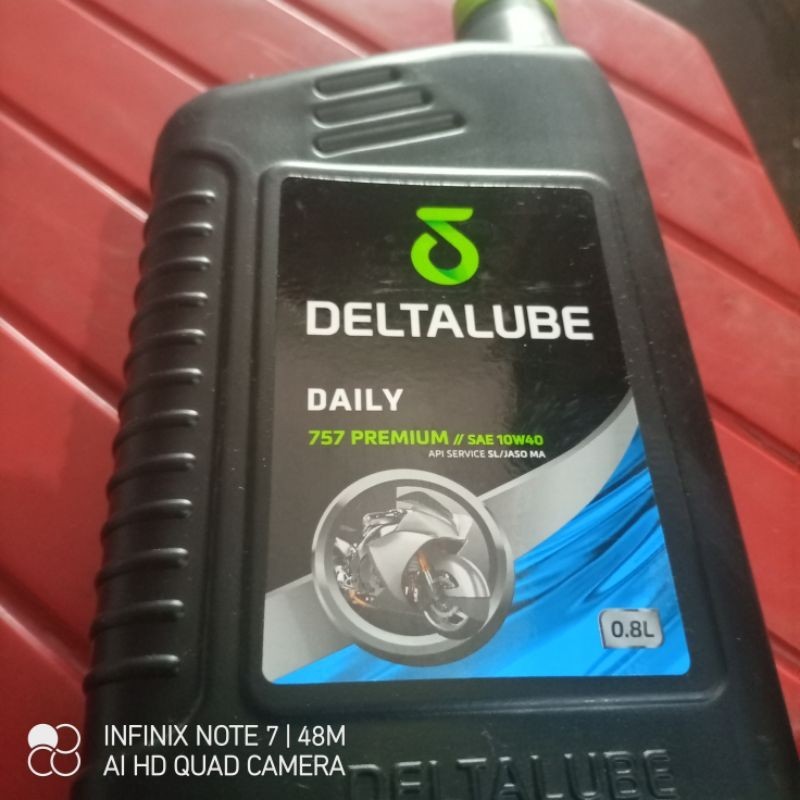 DELTALUBE
DAILY
757 PREMIUM // SAE 10W40
API SERVICE SL/JASO MA
0.8L
DELTALUBE
INFINIX NOTE 7 | 48M
AI HD QUAD CAMERA